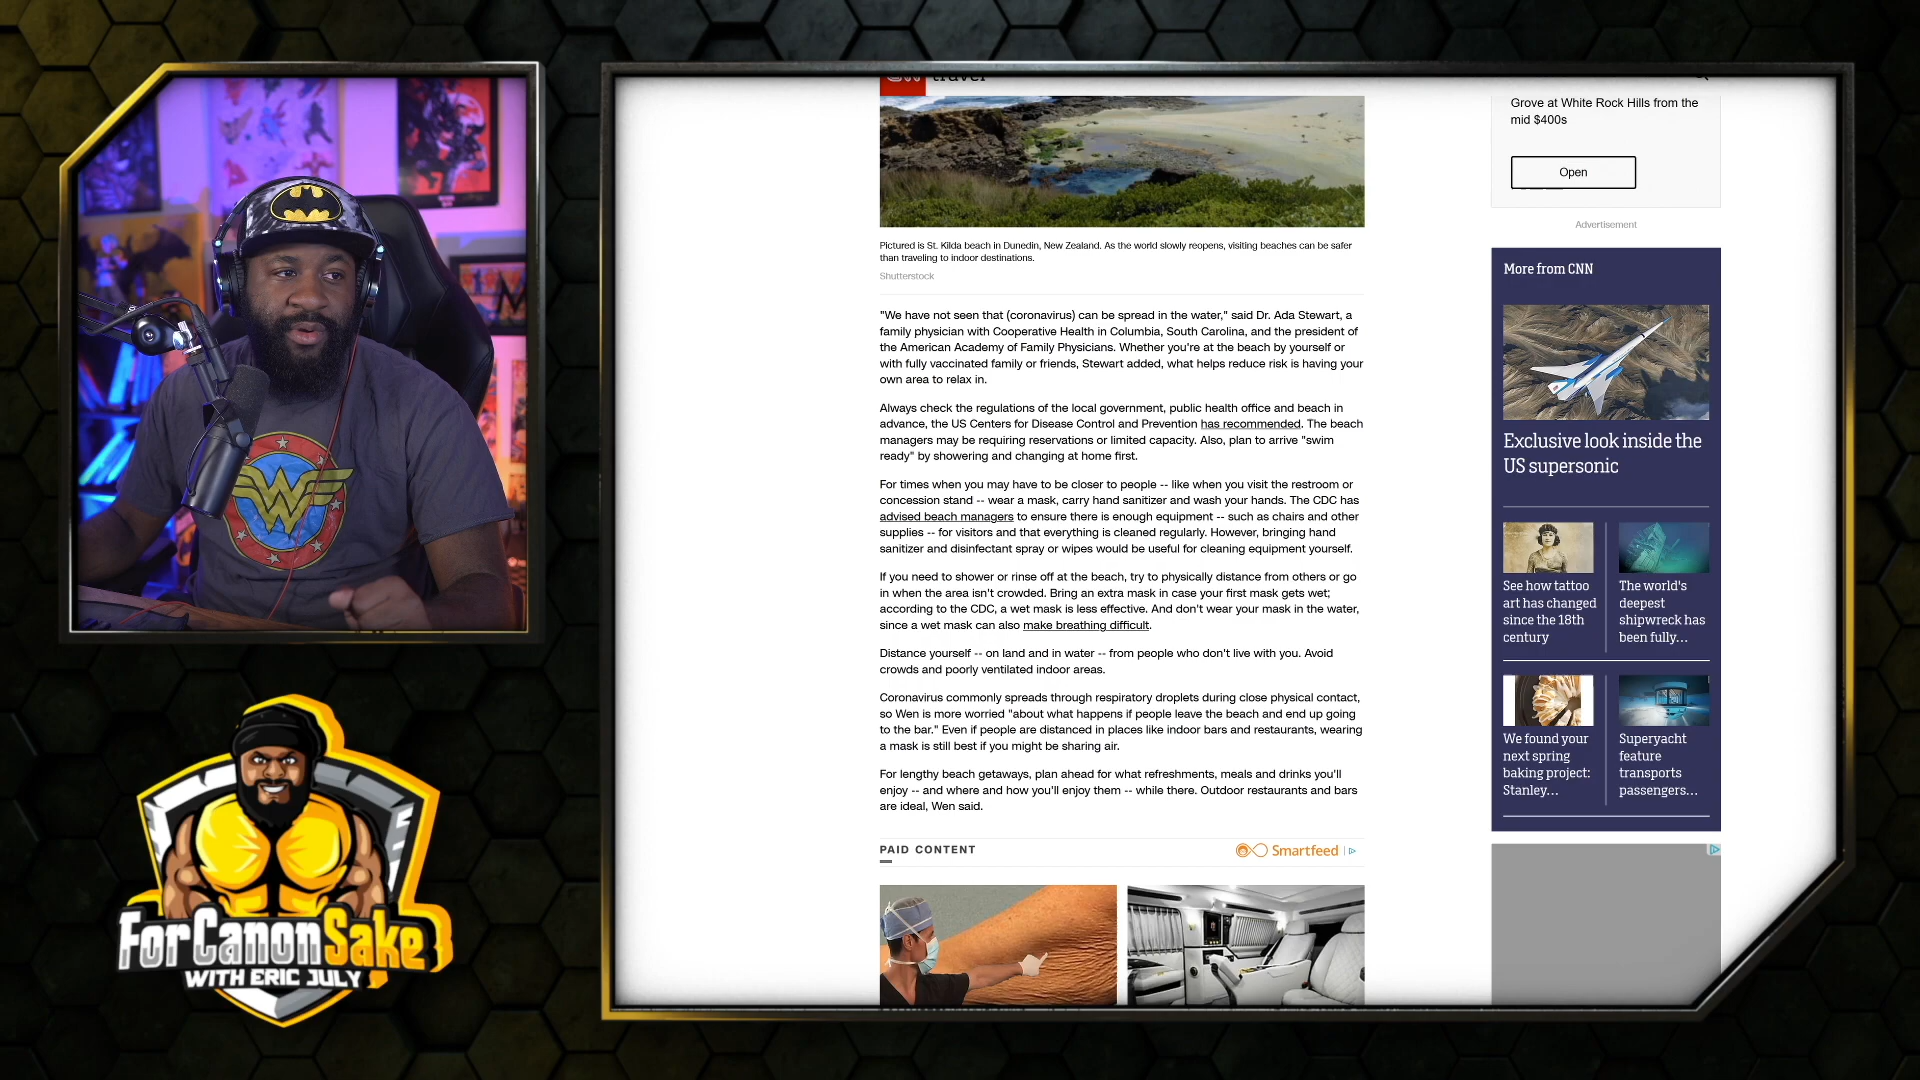 travel
Grove at White Rock Hills from the
mid $400s
Open
Advertisement
Pictured is St. Kilda beach in Dunedin, New Zealand. As the world slowly reopens, visiting beaches can be safer
than traveling to indoor destinations.
Shutterstock
"We have not seen that (coronavirus) can be spread in the water," said Dr. Ada Stewart, a
family physician with Cooperative Health in Columbia, South Carolina, and the president of
the American Academy of Family Physicians. Whether you're at the beach by yourself or
with fully vaccinated family or friends, Stewart added, what helps reduce risk is having your
own area to relax in.
Always check the regulations of the local government, public health office and beach in
advance, the US Centers for Disease Control and Prevention has recommended. The beach
managers may be requiring reservations or limited capacity. Also, plan to arrive "swim
ready" by showering and changing at home first.
For times when you may have to be closer to people -- like when you visit the restroom or
concession stand -- wear a mask, carry hand sanitizer and wash your hands. The CDC has
advised beach managers to ensure there is enough equipment -- such as chairs and other
supplies -- for visitors and that everything is cleaned regularly. However, bringing hand
sanitizer and disinfectant spray or wipes would be useful for cleaning equipment yourself.
If you need to shower or rinse off at the beach, try to physically distance from others or go
in when the area isn't crowded. Bring an extra mask in case your first mask gets wet;
according to the CDC, a wet mask is less effective. And don't wear your mask in the water,
since a wet mask can also make breathing difficult.
Distance yourself -- on land and in water -- from people who don't live with you. Avoid
crowds and poorly ventilated indoor areas.
Coronavirus commonly spreads through respiratory droplets during close physical contact,
so Wen is more worried "about what happens if people leave the beach and end up going
to the bar." Even if people are distanced in places like indoor bars and restaurants, wearing
a mask is still best if you might be sharing air.
For lengthy beach getaways, plan ahead for what refreshments, meals and drinks you'll
enjoy -- and where and how you'll enjoy them -- while there. Outdoor restaurants and bars
are ideal, Wen said.
PAID CONTENT
Smartfeed
More from CNN
Exclusive look inside the
US supersonic
See how tattoo
art has changed
since the 18th
century
The world's
deepest
shipwreck has
been fully...
We found your
next spring
baking project:
Stanley...
Superyacht
feature
transports
passengers...
ForCanonSake
WITH ERIC JULY